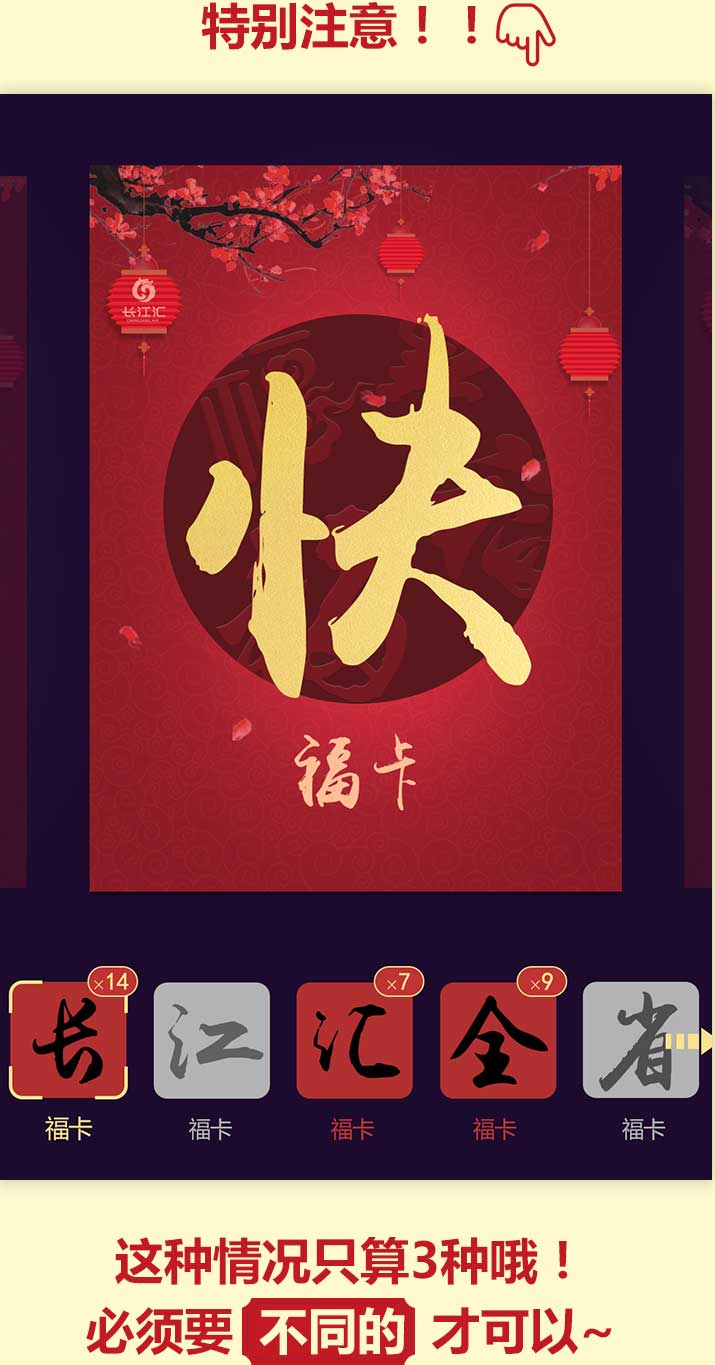 特别注意！！
长江汇
快
福卡
×14
×7
×9
长
江
汇
全
省
福卡
福卡
福卡
福卡
福卡
这种情况只算3种哦！
必须要 不同的 才可以~